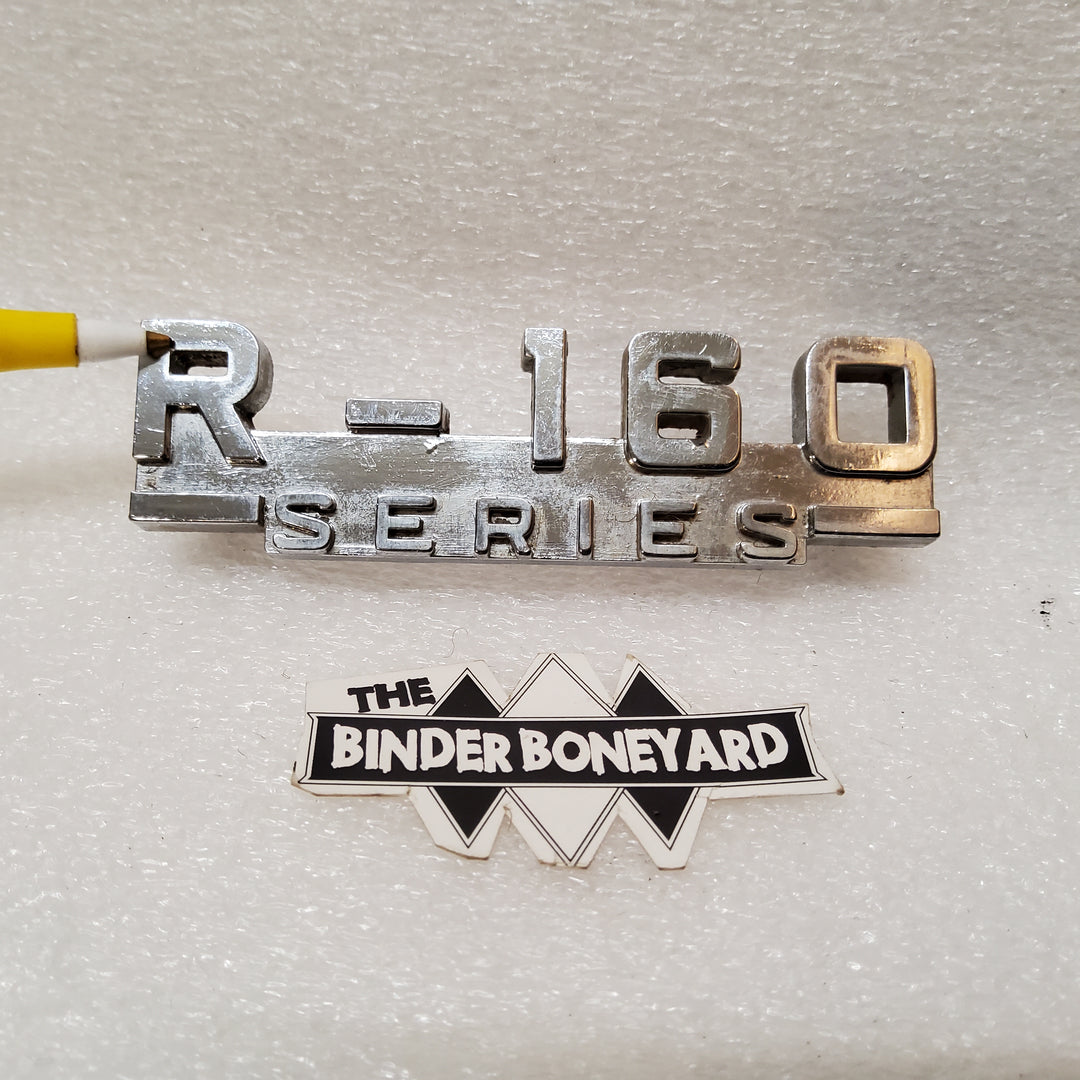 R-160
SERIES
THE
BINDER BONEYARD